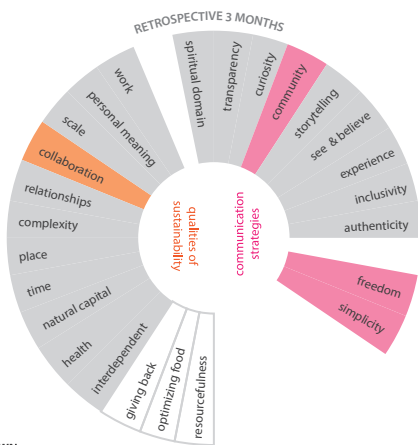 RETROSPECTIVE 3 MONTHS
spiritual domain
transparency
curiosity
community
storytelling
see & believe
experience
inclusivity
authenticity
freedom
simplicity
communication
strategies
work
personal meaning
scale
collaboration
relationships
complexity
place
time
natural capital
health
interdependent
giving back
optimizing food
resourcefulness
qualities of
sustainability